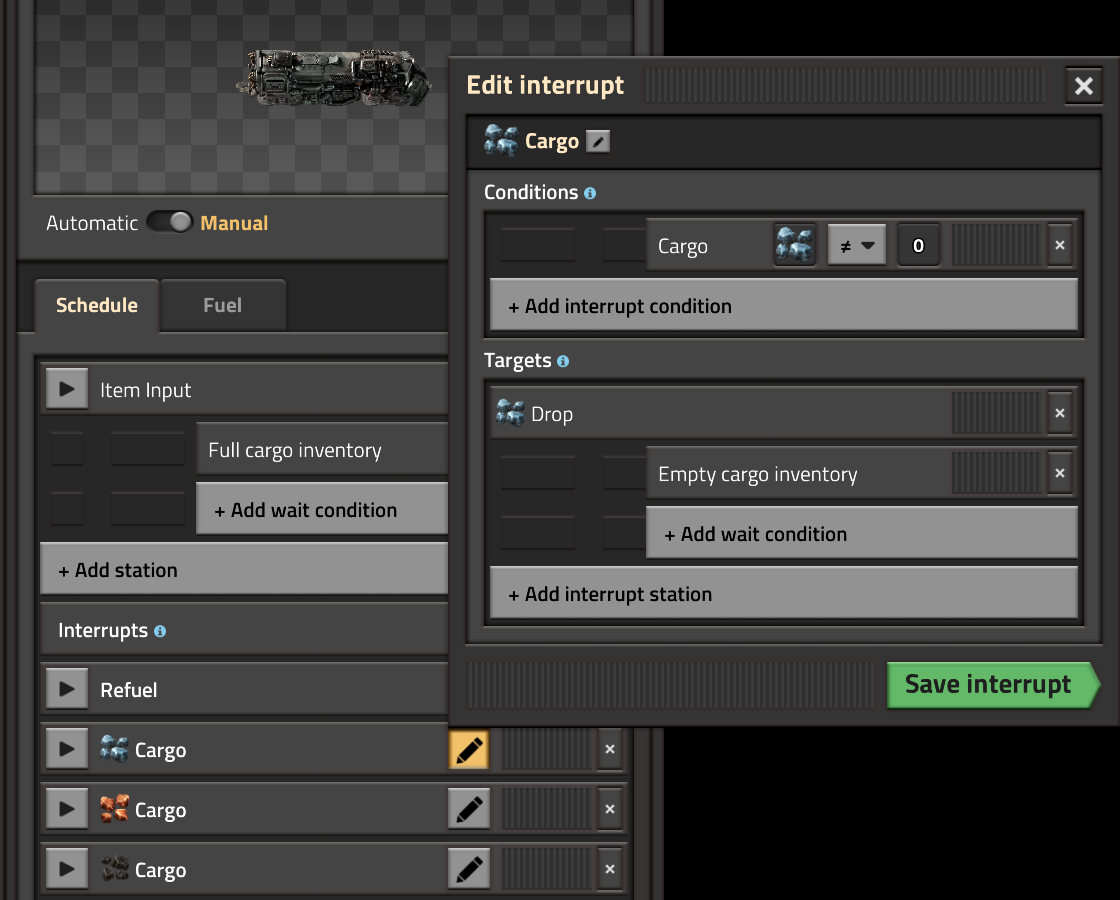 Edit interrupt
Cargo
Conditions
Cargo ≠ 0
+ Add interrupt condition
Targets
Drop
Empty cargo inventory
+ Add wait condition
+ Add interrupt station
Save interrupt
Automatic Manual
Schedule Fuel
Item Input
Full cargo inventory
+ Add wait condition
+ Add station
Interrupts
Refuel
Cargo
Cargo
Cargo